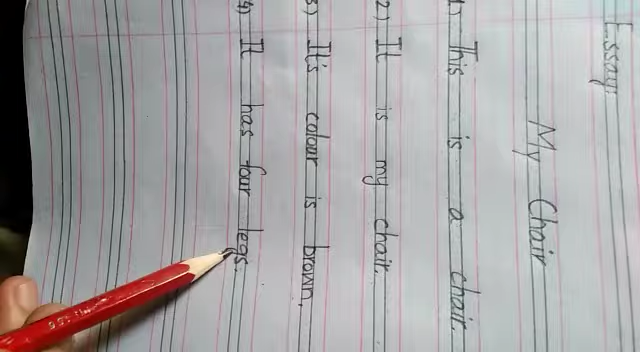 Essay
My Chair
1) This is a chair.
2) It is my chair.
3) It's colour is brown.
4) It has four legs.